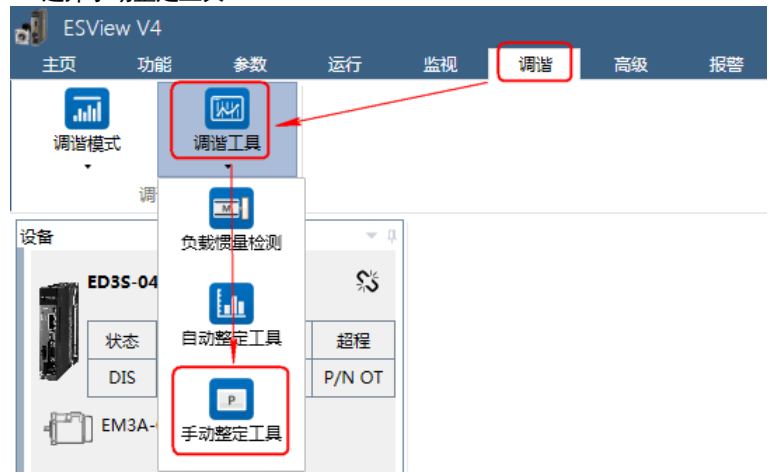 ESView V4
主页 功能 参数 运行 监视 调谐 高级 报警
调谐模式 调谐工具
调
负载惯量检测
设备
ED3S-04
自动整定工具
状态 超程
DIS P/N OT
P
手动整定工具
EM3A-